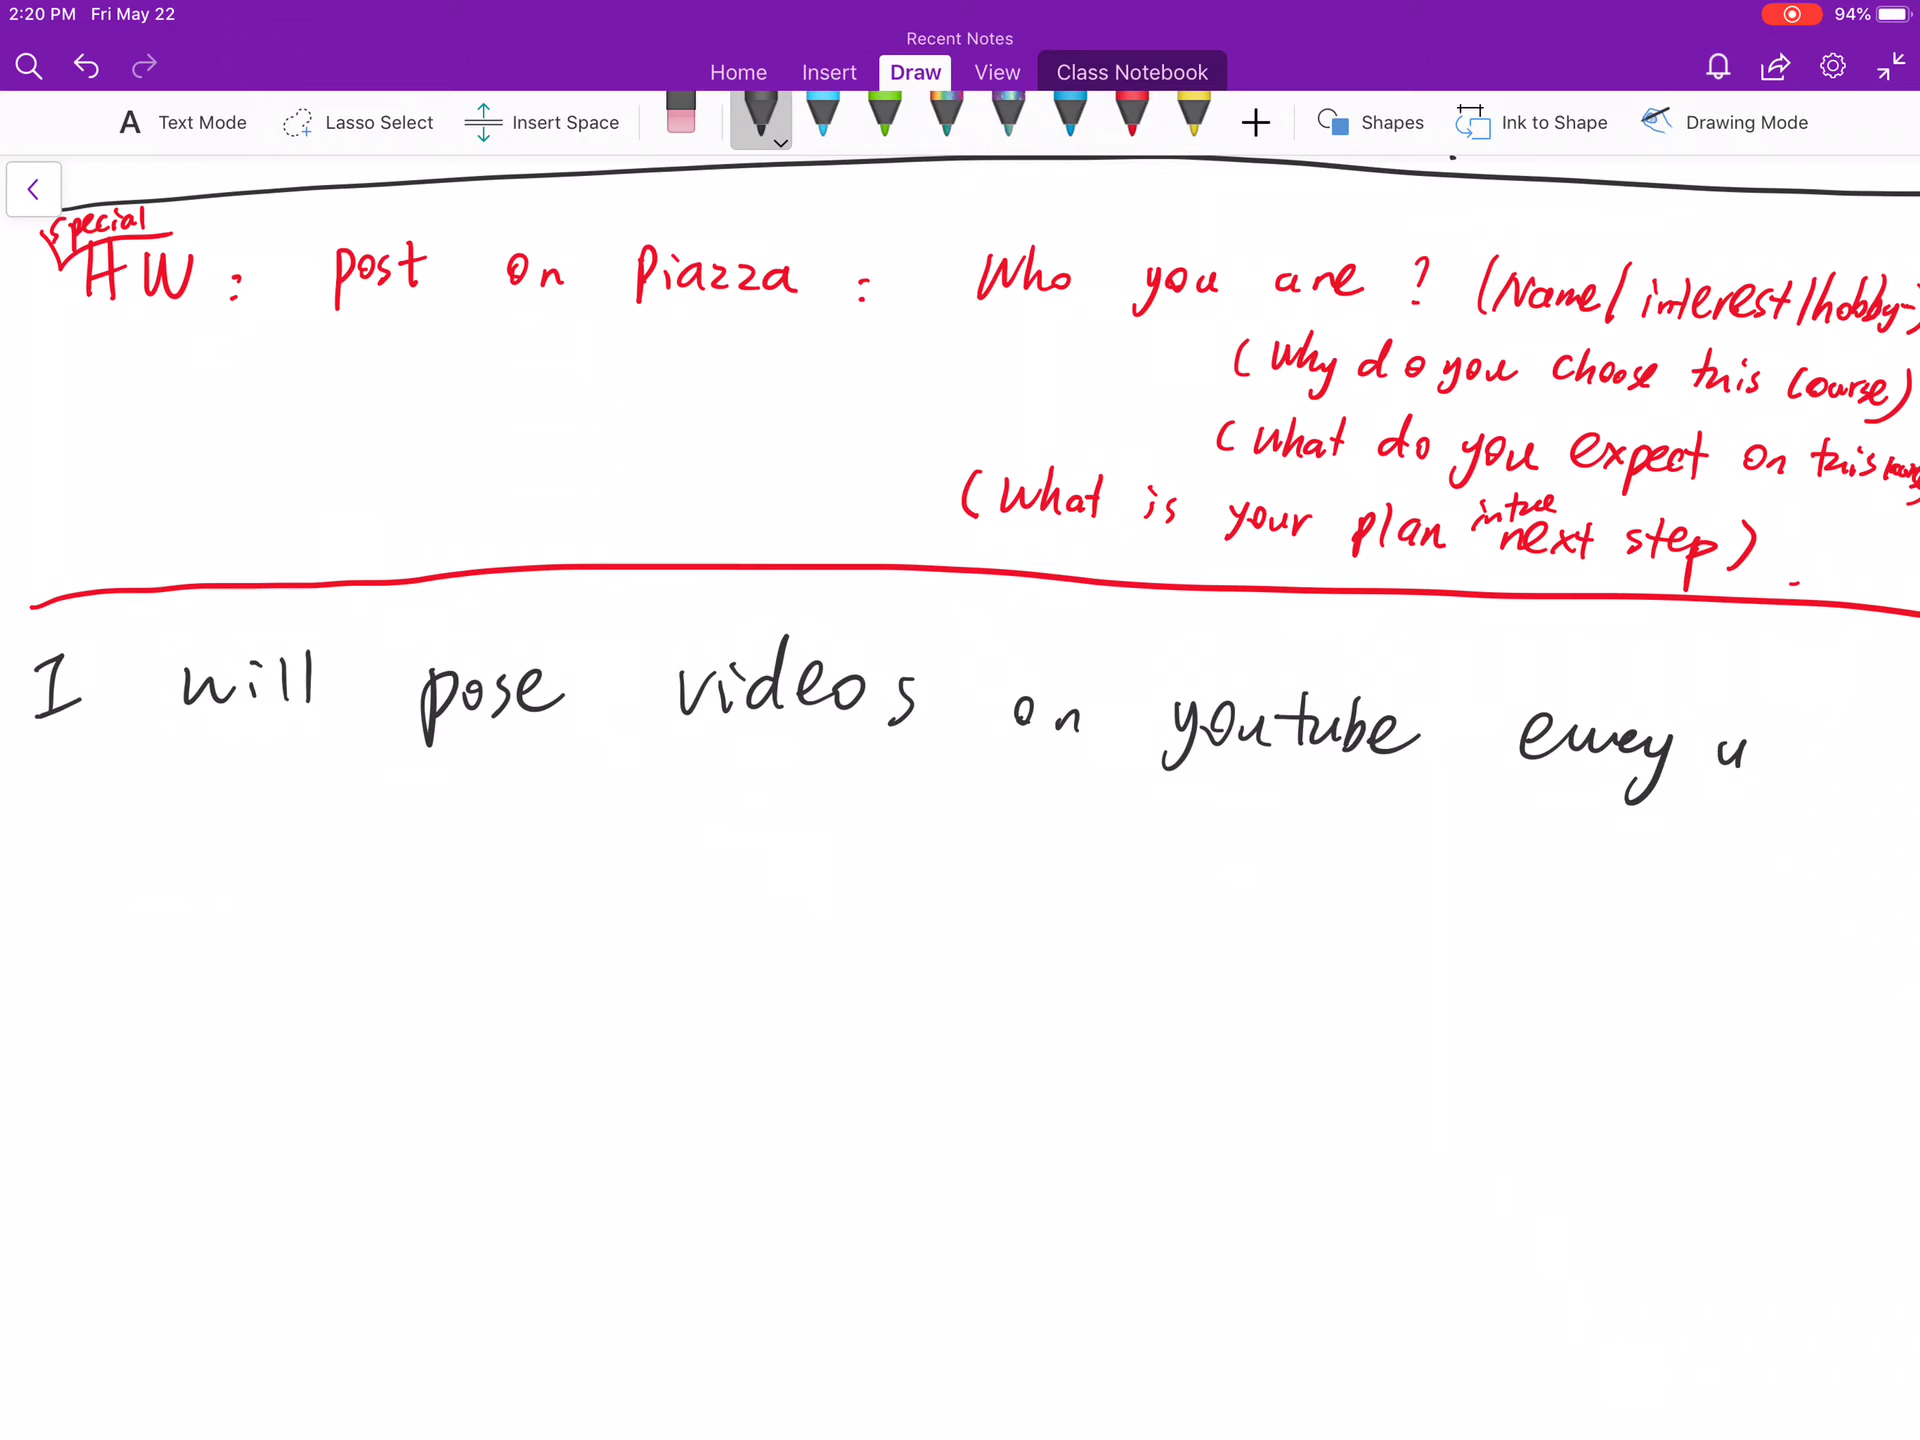 2:20 PM Fri May 22
94%
Recent Notes
Home Insert Draw View Class Notebook
Text Mode Lasso Select Insert Space Shapes Ink to Shape Drawing Mode
special
HW : post on Piazza : Who you are ? (Name/interest/hobby
(Why do you choose this course)
(What do you expect on this course
in the
(What is your plan next step) .
I will pose videos on youtube